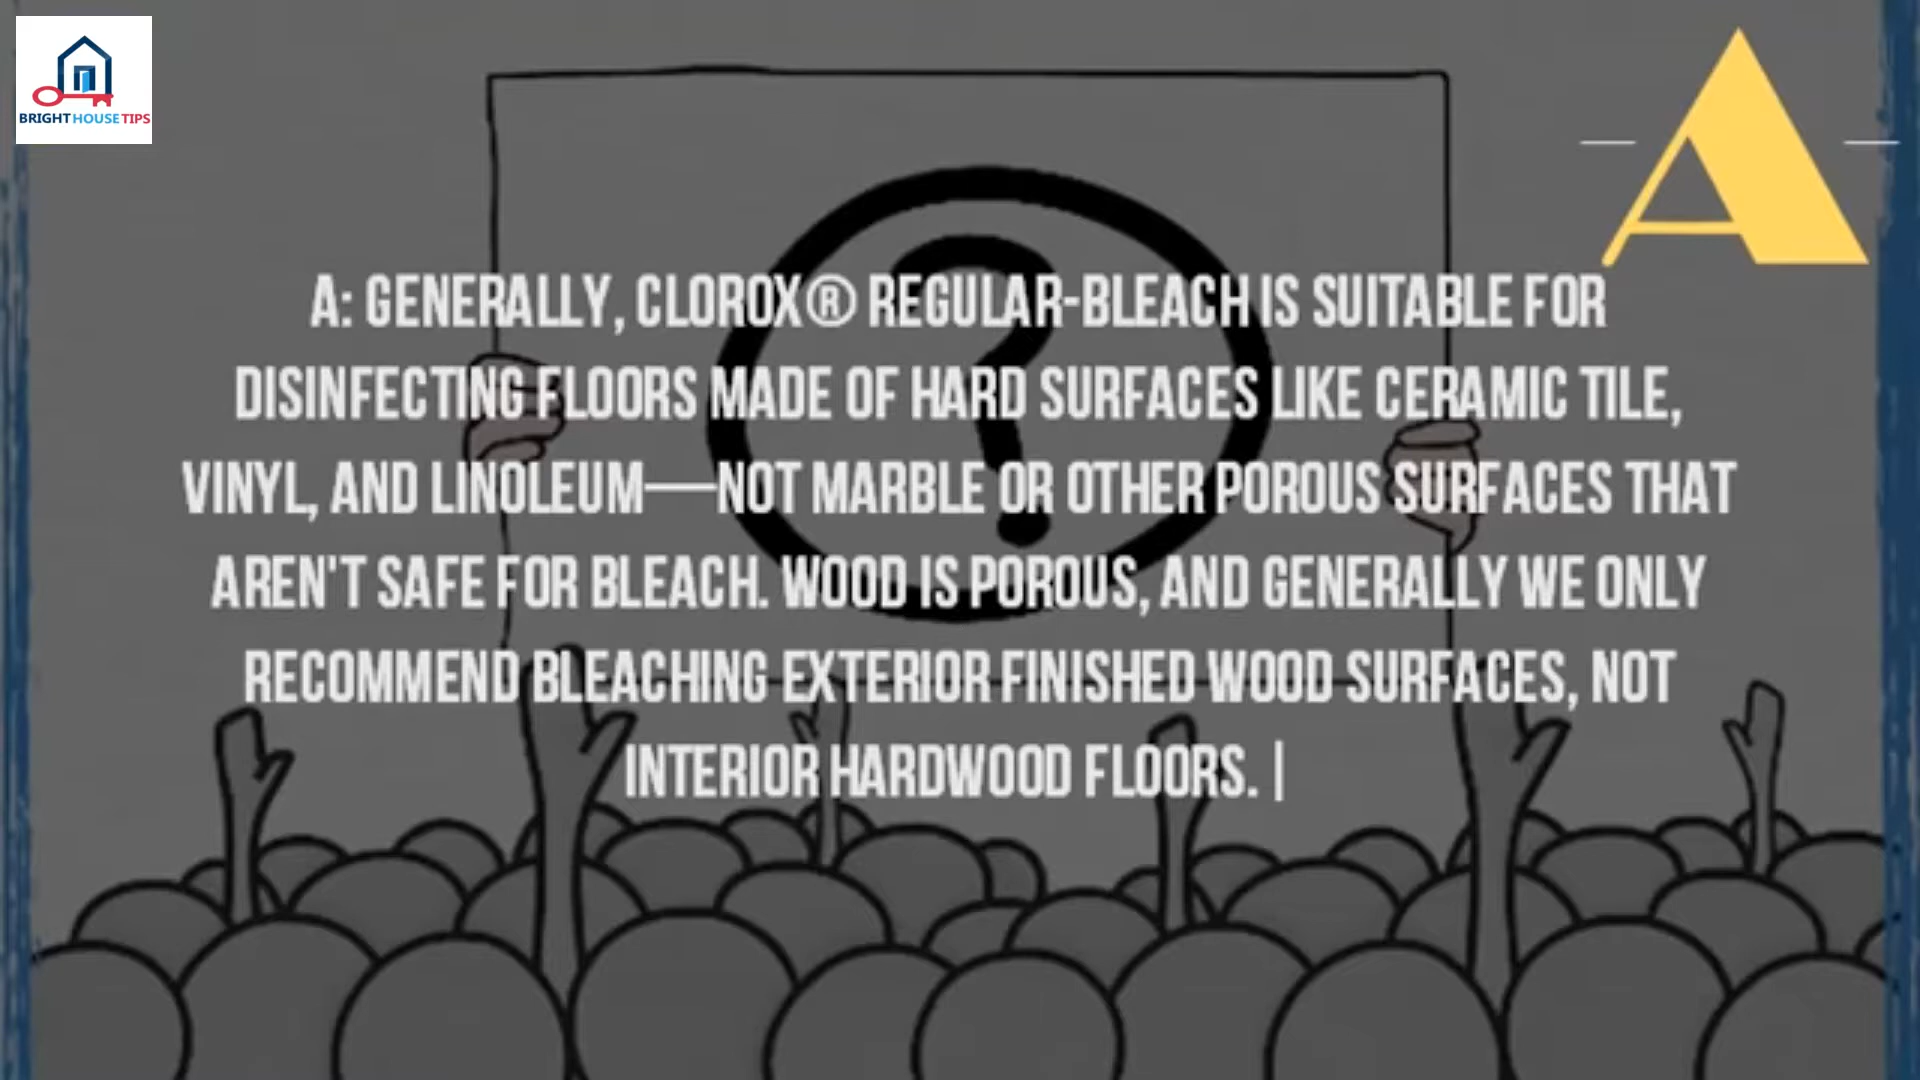 BRIGHT HOUSE TIPS
A
A: GENERALLY, CLOROX® REGULAR-BLEACH IS SUITABLE FOR
DISINFECTING FLOORS MADE OF HARD SURFACES LIKE CERAMIC TILE,
VINYL, AND LINOLEUM—NOT MARBLE OR OTHER POROUS SURFACES THAT
AREN'T SAFE FOR BLEACH. WOOD IS POROUS, AND GENERALLY WE ONLY
RECOMMEND BLEACHING EXTERIOR FINISHED WOOD SURFACES, NOT
INTERIOR HARDWOOD FLOORS. |
?